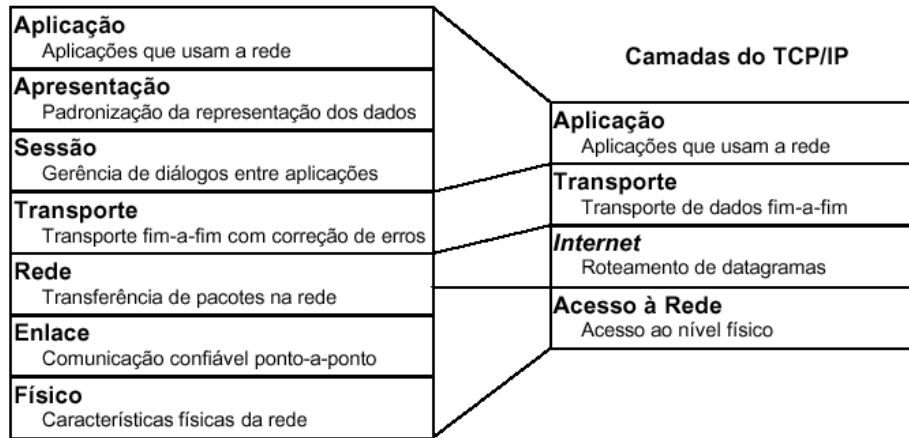 Aplicação
Aplicações que usam a rede
Apresentação
Padronização da representação dos dados
Sessão
Gerência de diálogos entre aplicações
Transporte
Transporte fim-a-fim com correção de erros
Rede
Transferência de pacotes na rede
Enlace
Comunicação confiável ponto-a-ponto
Físico
Características físicas da rede
Camadas do TCP/IP
Aplicação
Aplicações que usam a rede
Transporte
Transporte de dados fim-a-fim
Internet
Roteamento de datagramas
Acesso à Rede
Acesso ao nível físico